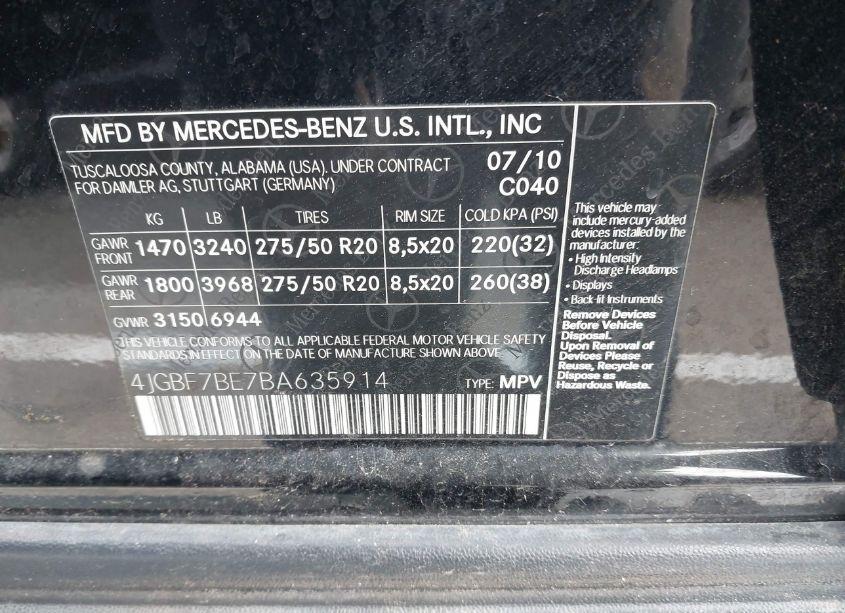 MFD BY MERCEDES-BENZ U.S. INTL., INC
TUSCALOOSA COUNTY, ALABAMA (USA). UNDER CONTRACT
FOR DAIMLER AG, STUTTGART (GERMANY)
07/10
C040
KG LB TIRES RIM SIZE COLD KPA (PSI)
GAWR FRONT 1470 3240 275/50 R20 8,5x20 220(32)
GAWR REAR 1800 3968 275/50 R20 8,5x20 260(38)
GVWR 3150 6944
THIS VEHICLE CONFORMS TO ALL APPLICABLE FEDERAL MOTOR VEHICLE SAFETY
STANDARDS IN EFFECT ON THE DATE OF MANUFACTURE SHOWN ABOVE.
4JGBF7BE7BA635914 TYPE: MPV
This vehicle may
include mercury-added
devices installed by the
manufacturer:
• High Intensity
Discharge Headlamps
• Displays
• Back-lit Instruments
Remove Devices
Before Vehicle
Disposal.
Upon Removal of
Devices Please
Reuse, Recycle
or Dispose as
Hazardous Waste.